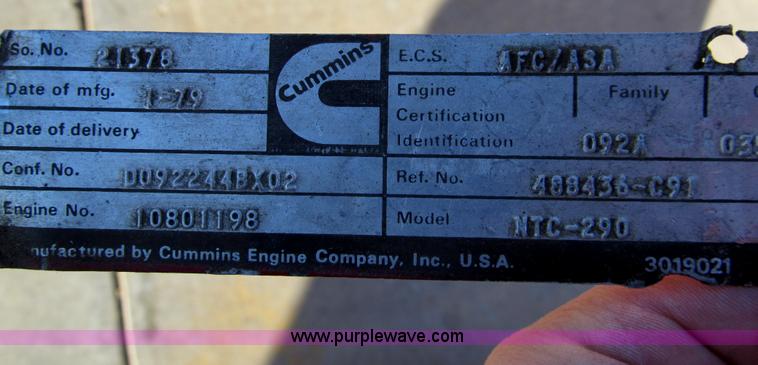 So. No. 21378
Cummins
E.C.S. AFC/ASA
Date of mfg. 1-79
Engine Certification Identification
Family
092A
Date of delivery
Conf. No. D092244BX02
Ref. No. 408436-C91
Engine No. 10801198
Model NTC-290
nufactured by Cummins Engine Company, Inc., U.S.A. 3019021
www.purplewave.com